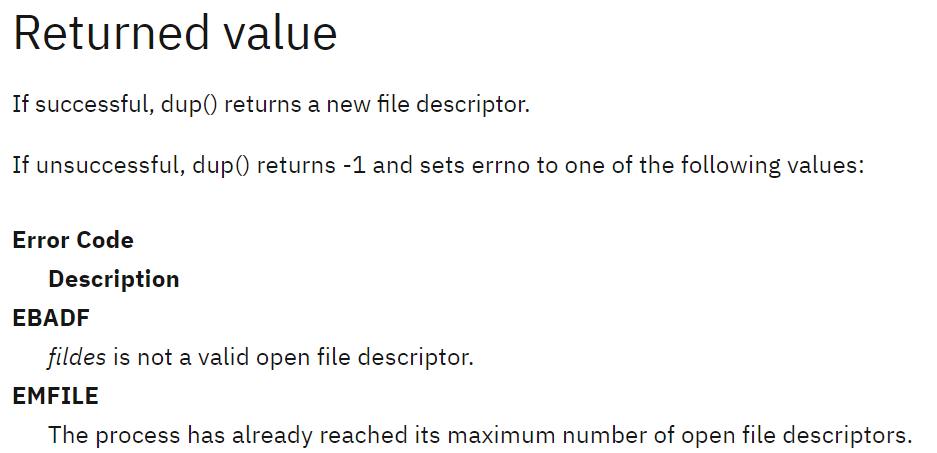 Returned value
If successful, dup() returns a new file descriptor.
If unsuccessful, dup() returns -1 and sets errno to one of the following values:
Error Code
Description
EBADF
fildes is not a valid open file descriptor.
EMFILE
The process has already reached its maximum number of open file descriptors.